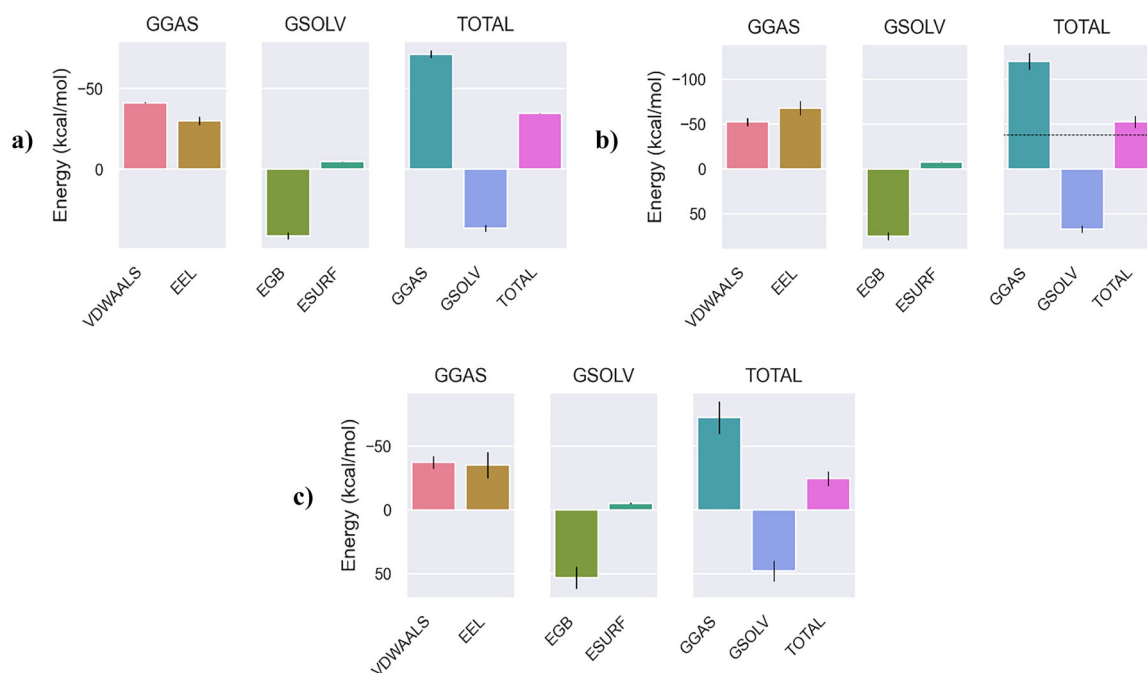 GGAS GSOLV TOTAL
a)
Energy (kcal/mol)
−50
0
VDWAALS EEL EGB ESURF GGAS GSOLV TOTAL
GGAS GSOLV TOTAL
b)
Energy (kcal/mol)
−100
−50
0
50
VDWAALS EEL EGB ESURF GGAS GSOLV TOTAL
GGAS GSOLV TOTAL
c)
Energy (kcal/mol)
−50
0
50
VDWAALS EEL EGB ESURF GGAS GSOLV TOTAL